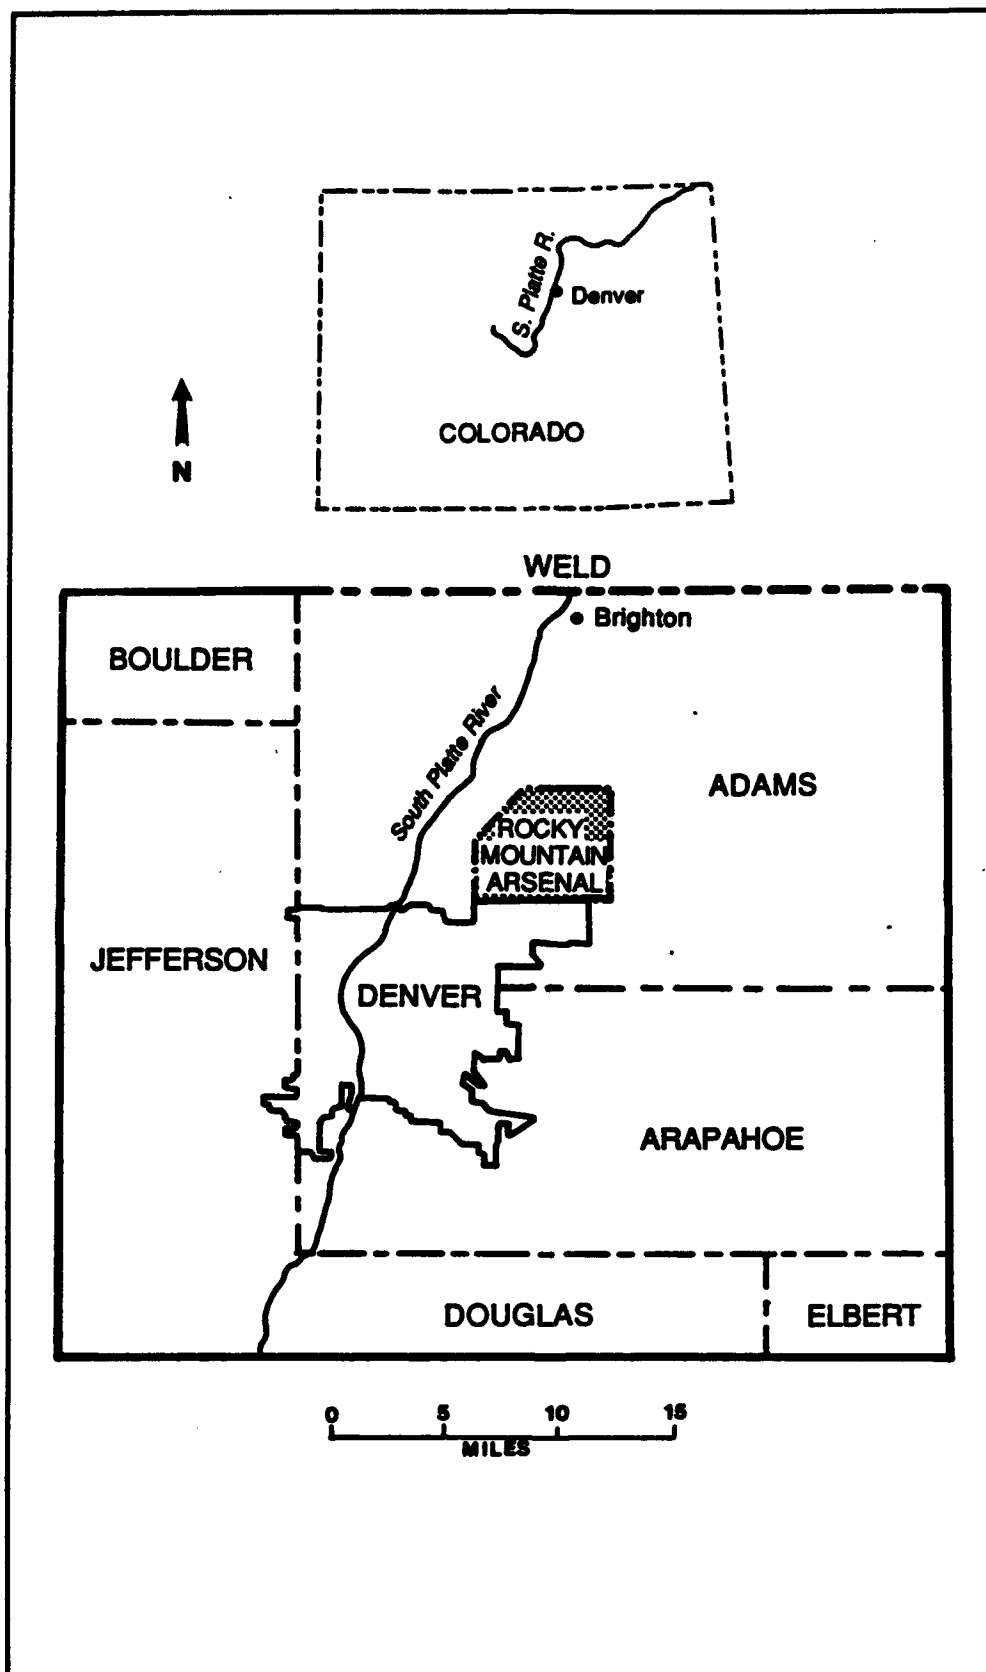 S. Platte R.
Denver
COLORADO
N
WELD
Brighton
BOULDER
South Platte River
ADAMS
ROCKY
MOUNTAIN
ARSENAL
JEFFERSON
DENVER
ARAPAHOE
DOUGLAS
ELBERT
0 5 10 15
MILES